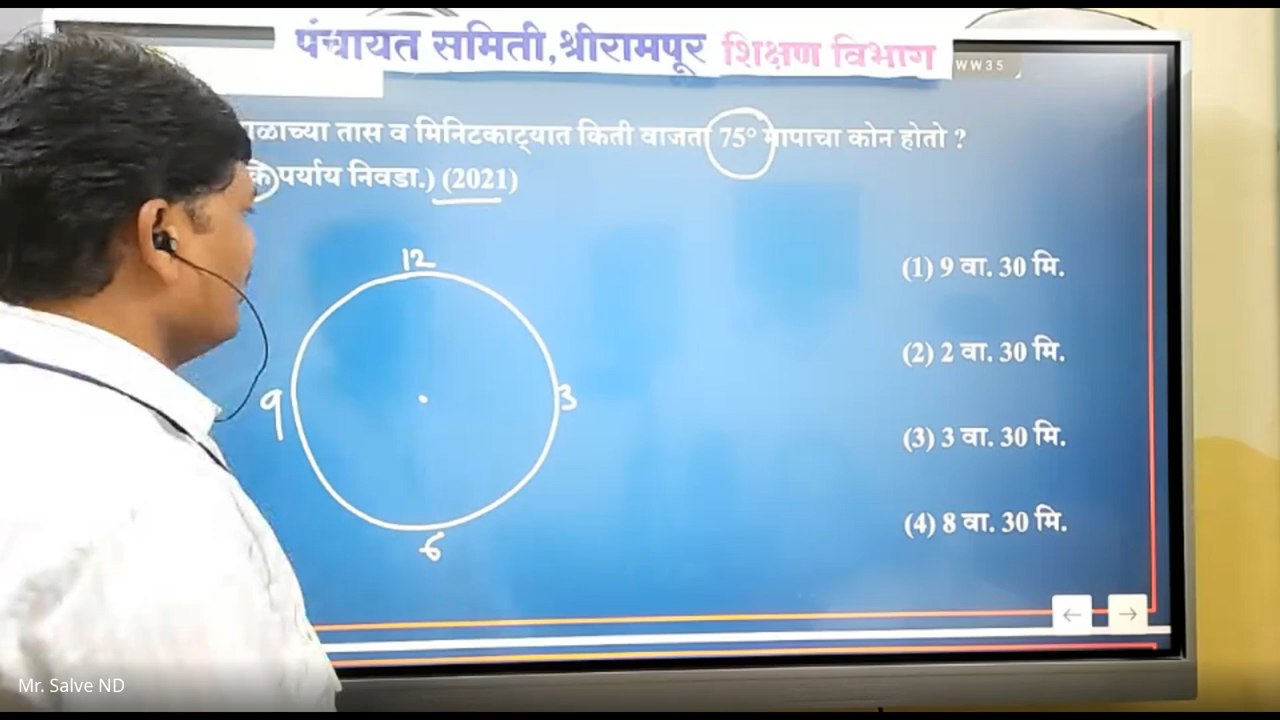 पंचायत समिती,श्रीरामपूर शिक्षण विभाग
WW35
तास व मिनिटकाट्यात किती वाजता 75° मापाचा कोन होतो ?
पर्याय निवडा.) (2021)
12
(1) 9 वा. 30 मि.
(2) 2 वा. 30 मि.
9
3
(3) 3 वा. 30 मि.
(4) 8 वा. 30 मि.
6
← →
Mr. Salve ND